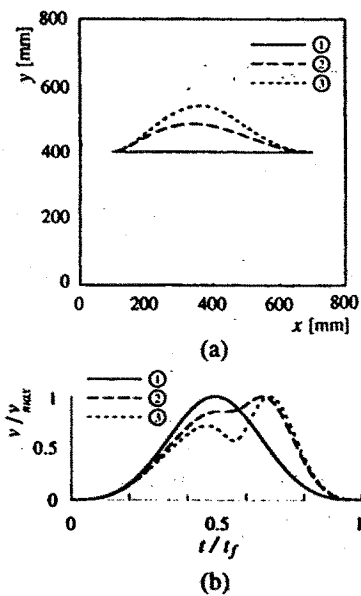 y [mm]
800
600
400
200
0
①
②
③
0 200 400 600 800
x [mm]
(a)
v/v_max
1
0.5
0
①
②
③
0 0.5 1
t/t_f
(b)